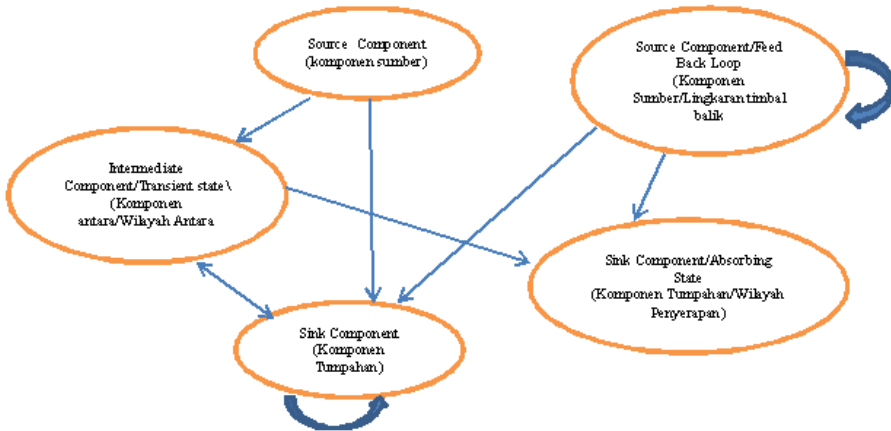 Source Component
(komponen sumber)
Source Component/Feed
Back Loop
(Komponen
Sumber/Lingkaran timbal
balik
Intermediate
Component/Transient state \
(Komponen
antara/Wilayah Antara
Sink Component/Absorbing
State
(Komponen Tumpahan/Wilayah
Penyerapan)
Sink Component
(Komponen
Tumpahan)